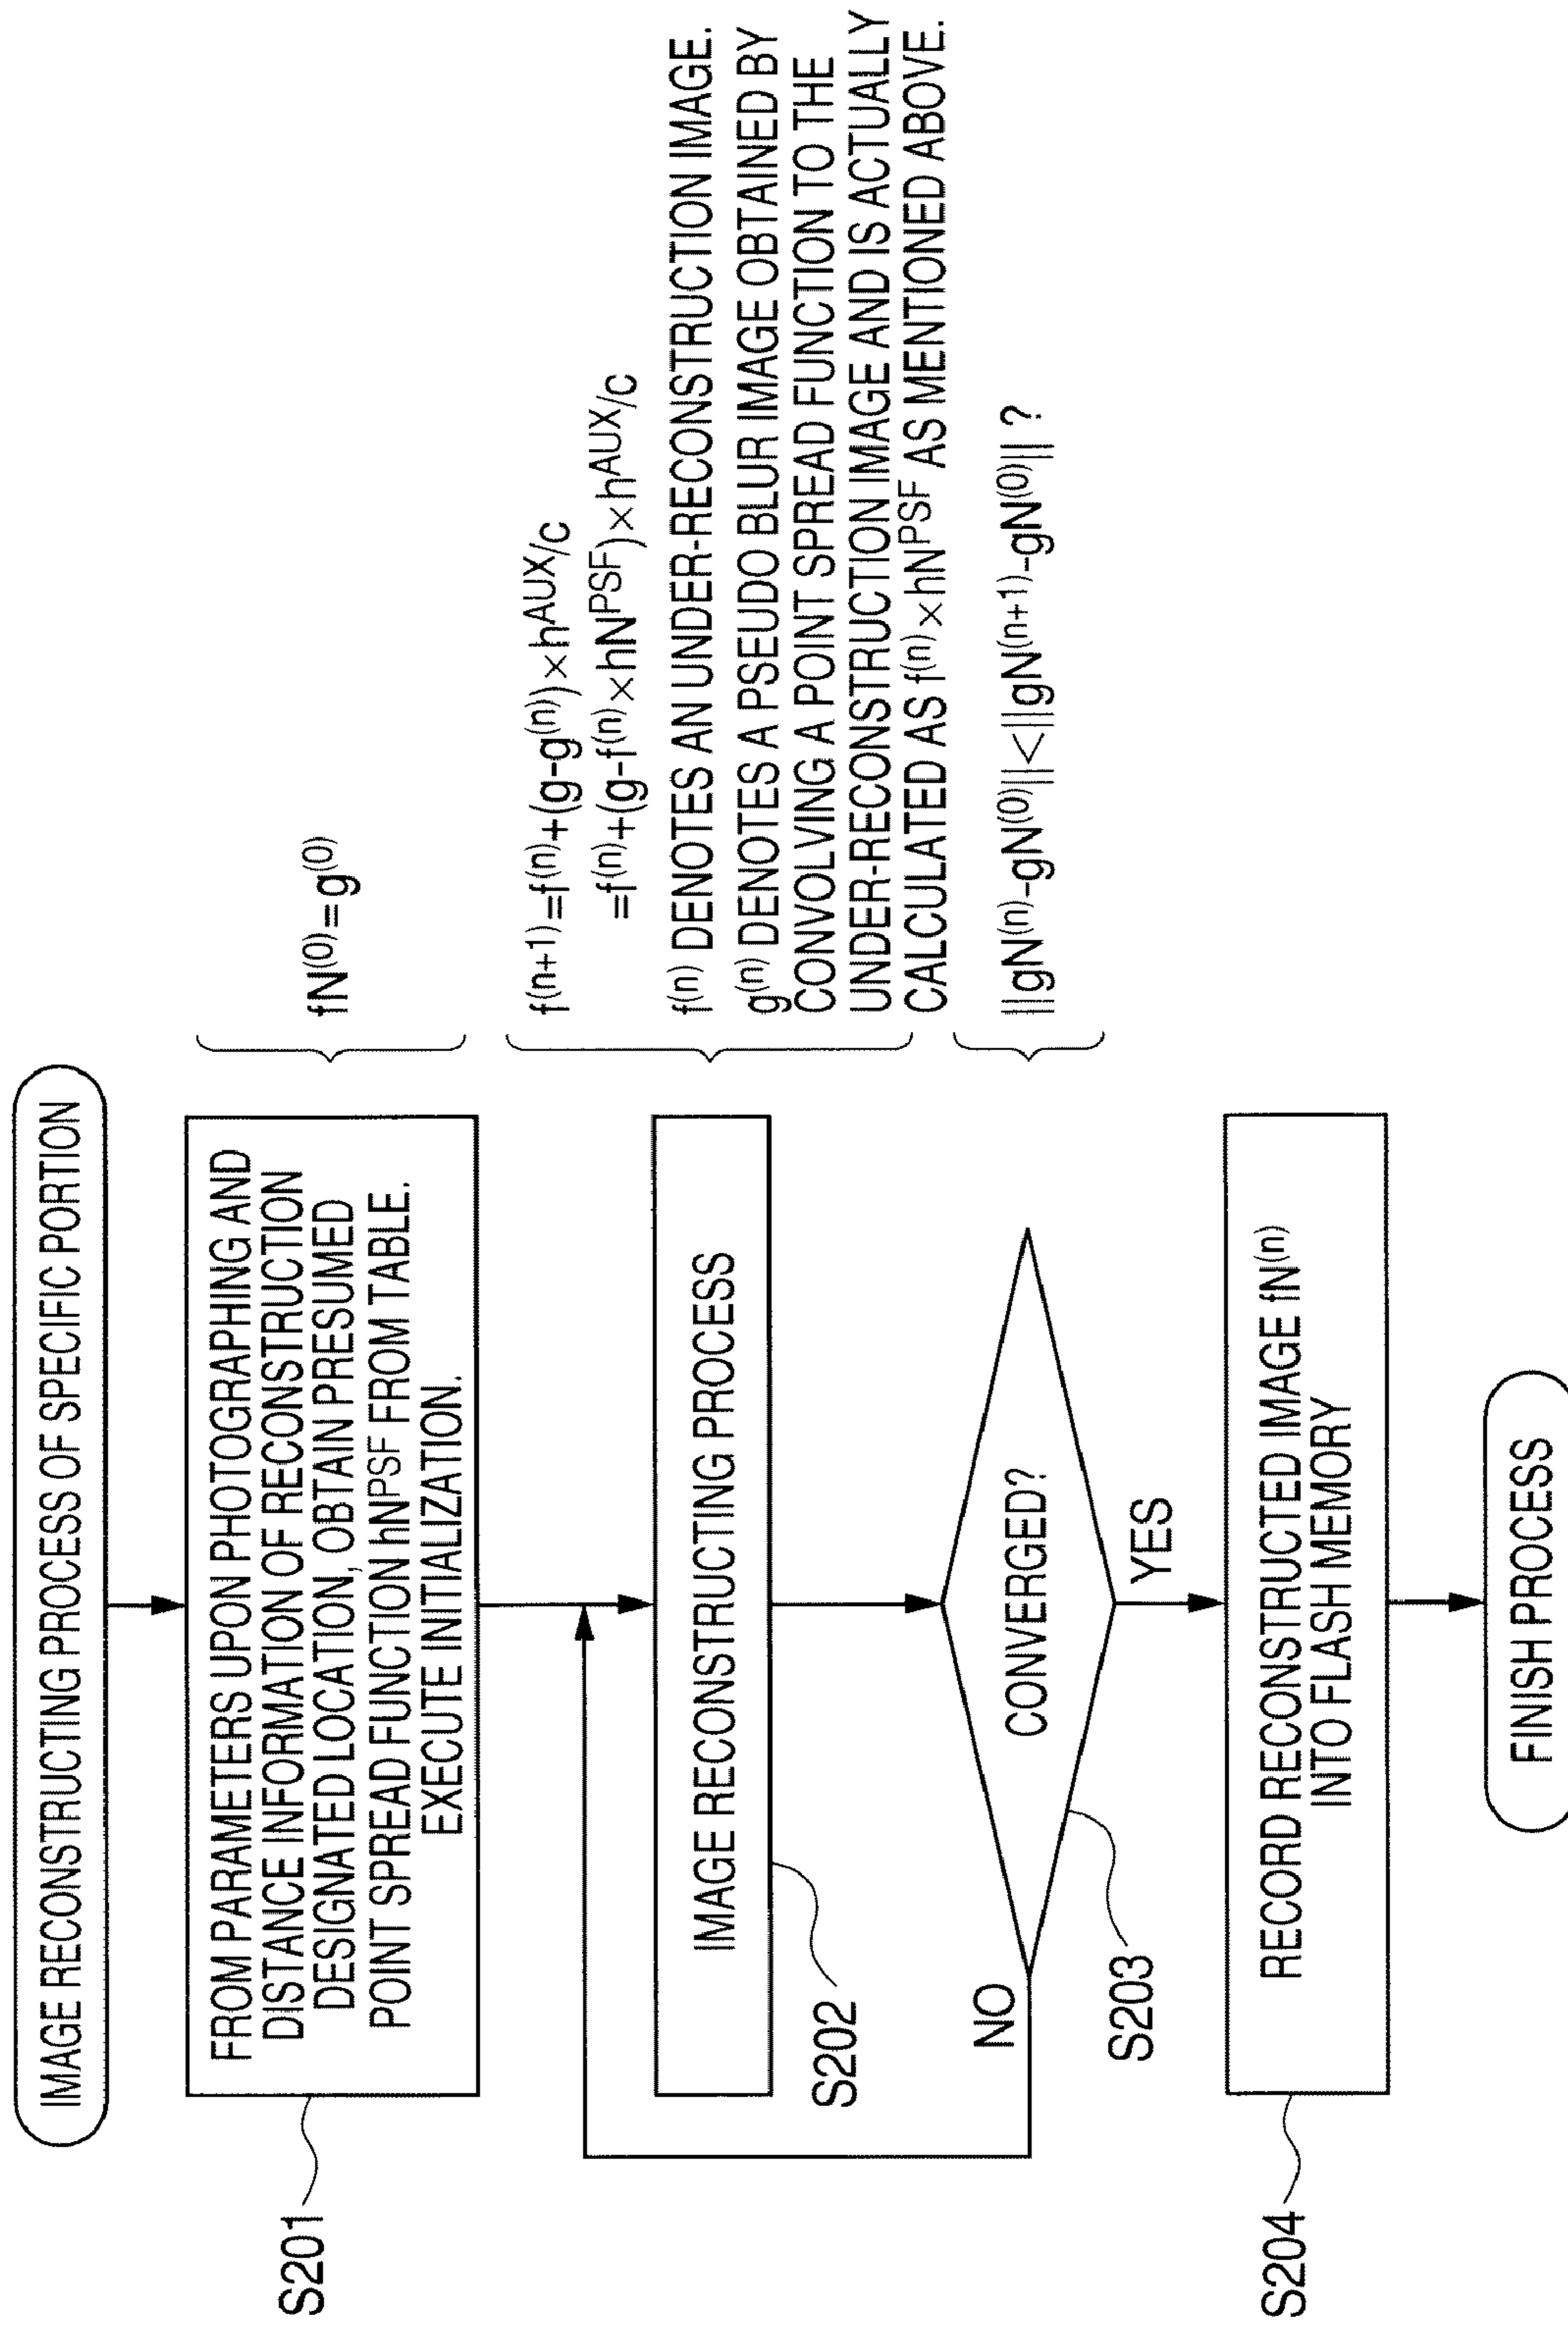 IMAGE RECONSTRUCTING PROCESS OF SPECIFIC PORTION
S201
FROM PARAMETERS UPON PHOTOGRAPHING AND
DISTANCE INFORMATION OF RECONSTRUCTION
DESIGNATED LOCATION, OBTAIN PRESUMED
POINT SPREAD FUNCTION hN^PSF FROM TABLE.
EXECUTE INITIALIZATION.
fN^(0)=g^(0)
IMAGE RECONSTRUCTING PROCESS
S202
f^(n+1)=f^(n)+(g-g^(n))×h^AUX/c
=f^(n)+(g-f^(n)×hN^PSF)×h^AUX/c
f^(n) DENOTES AN UNDER-RECONSTRUCTION IMAGE.
g^(n) DENOTES A PSEUDO BLUR IMAGE OBTAINED BY
CONVOLVING A POINT SPREAD FUNCTION TO THE
UNDER-RECONSTRUCTION IMAGE AND IS ACTUALLY
CALCULATED AS f^(n)×hN^PSF AS MENTIONED ABOVE.
NO
CONVERGED?
S203
YES
||gN^(n)-gN^(0)||<||gN^(n+1)-gN^(0)|| ?
S204
RECORD RECONSTRUCTED IMAGE fN^(n)
INTO FLASH MEMORY
FINISH PROCESS